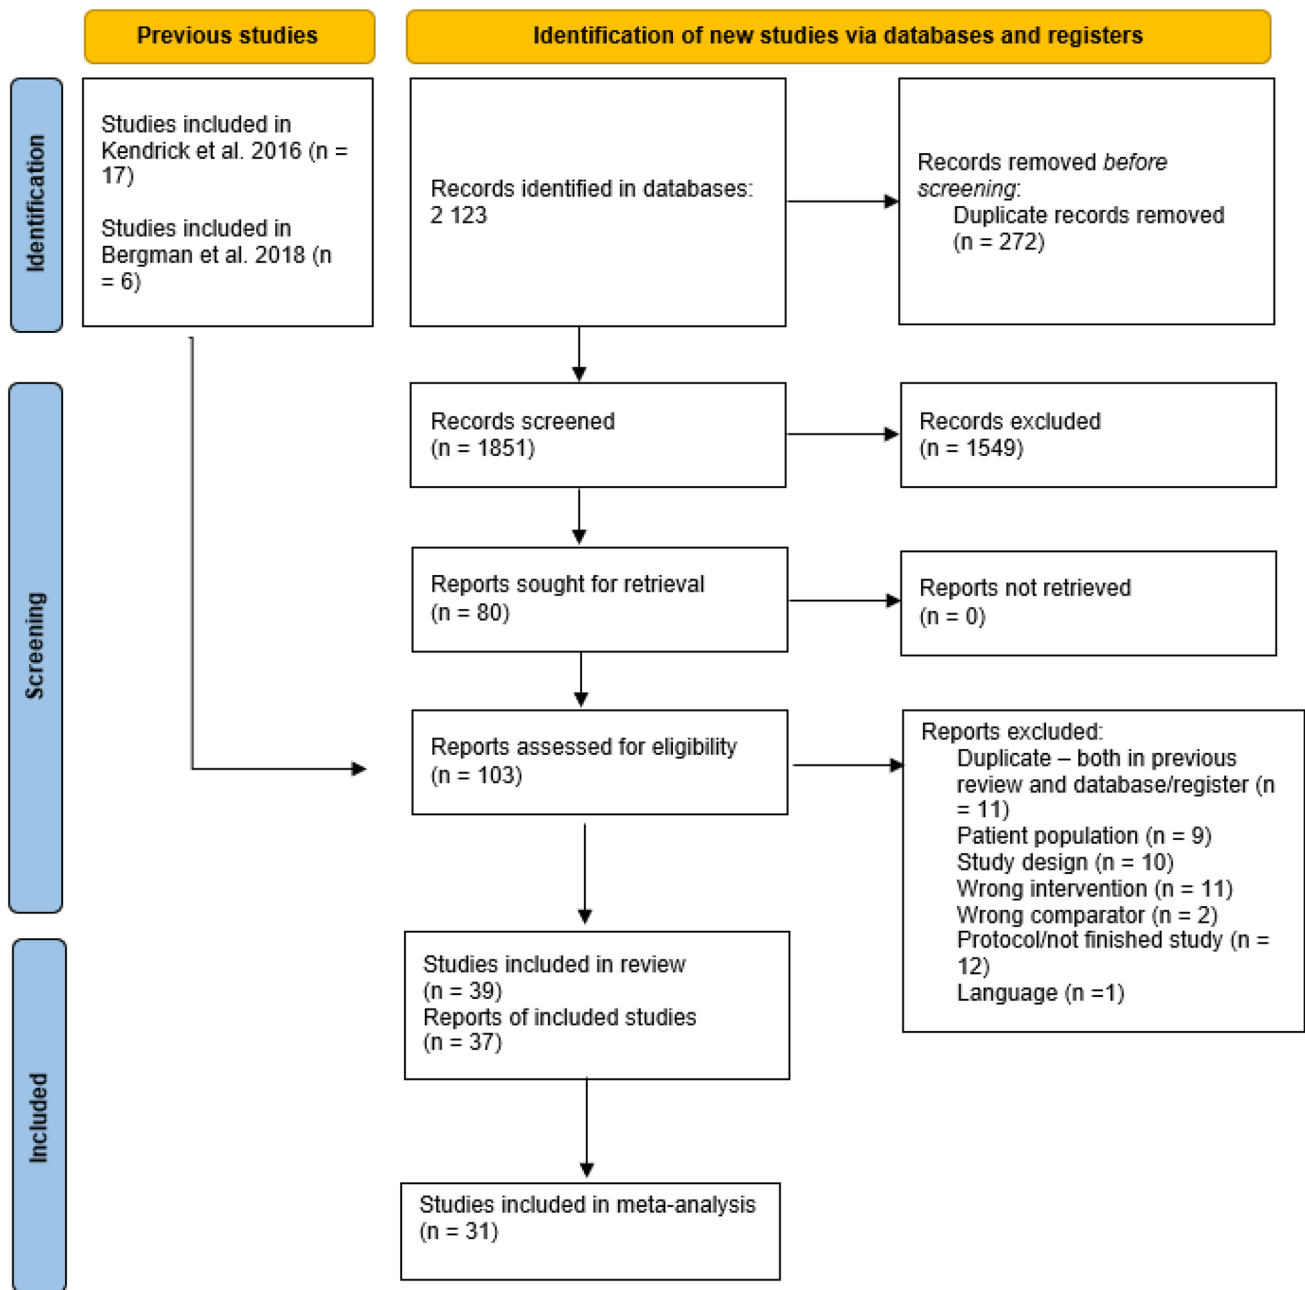 Previous studies
Identification of new studies via databases and registers
Identification
Studies included in
Kendrick et al. 2016 (n =
17)
Studies included in
Bergman et al. 2018 (n
= 6)
Records identified in databases:
2 123
Records removed before
screening:
Duplicate records removed
(n = 272)
Screening
Records screened
(n = 1851)
Records excluded
(n = 1549)
Reports sought for retrieval
(n = 80)
Reports not retrieved
(n = 0)
Reports assessed for eligibility
(n = 103)
Reports excluded:
Duplicate – both in previous
review and database/register (n
= 11)
Patient population (n = 9)
Study design (n = 10)
Wrong intervention (n = 11)
Wrong comparator (n = 2)
Protocol/not finished study (n =
12)
Language (n =1)
Included
Studies included in review
(n = 39)
Reports of included studies
(n = 37)
Studies included in meta-analysis
(n = 31)